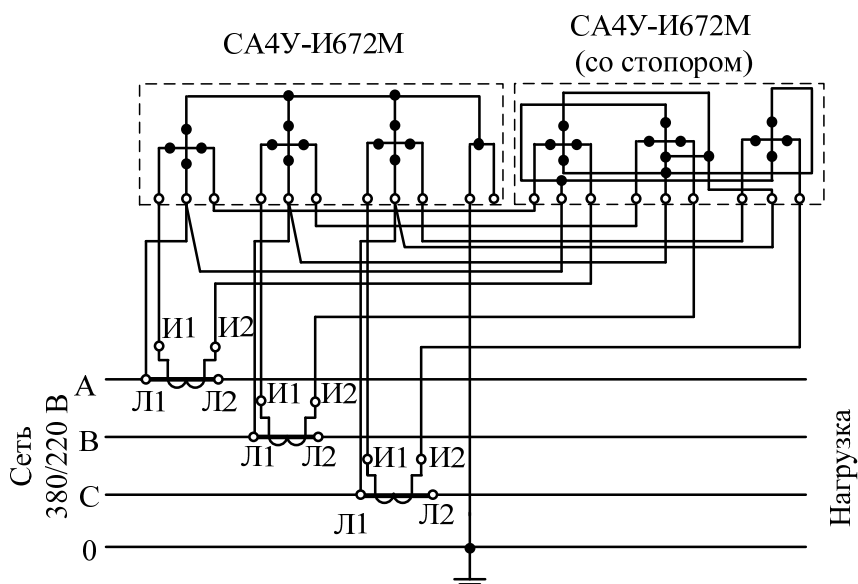 СА4У-И672М
СА4У-И672М
(со стопором)
И1
И2
А
Л1
Л2
И1
И2
В
Л1
Л2
И1
И2
С
Л1
Л2
0
Сеть
380/220 В
Нагрузка